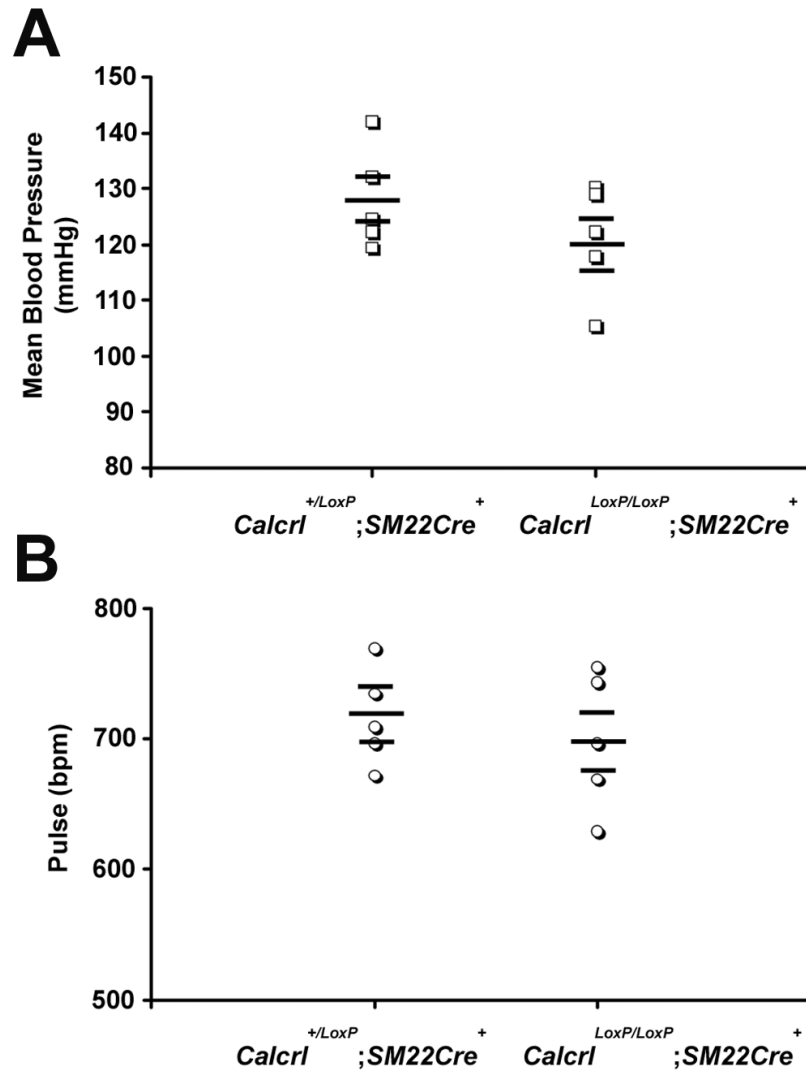 A
150
140
130
120
110
100
90
80
Mean Blood Pressure
(mmHg)
Calcrl+/LoxP;SM22Cre+ CalcrlLoxP/LoxP;SM22Cre+
B
800
700
600
500
Pulse (bpm)
Calcrl+/LoxP;SM22Cre+ CalcrlLoxP/LoxP;SM22Cre+